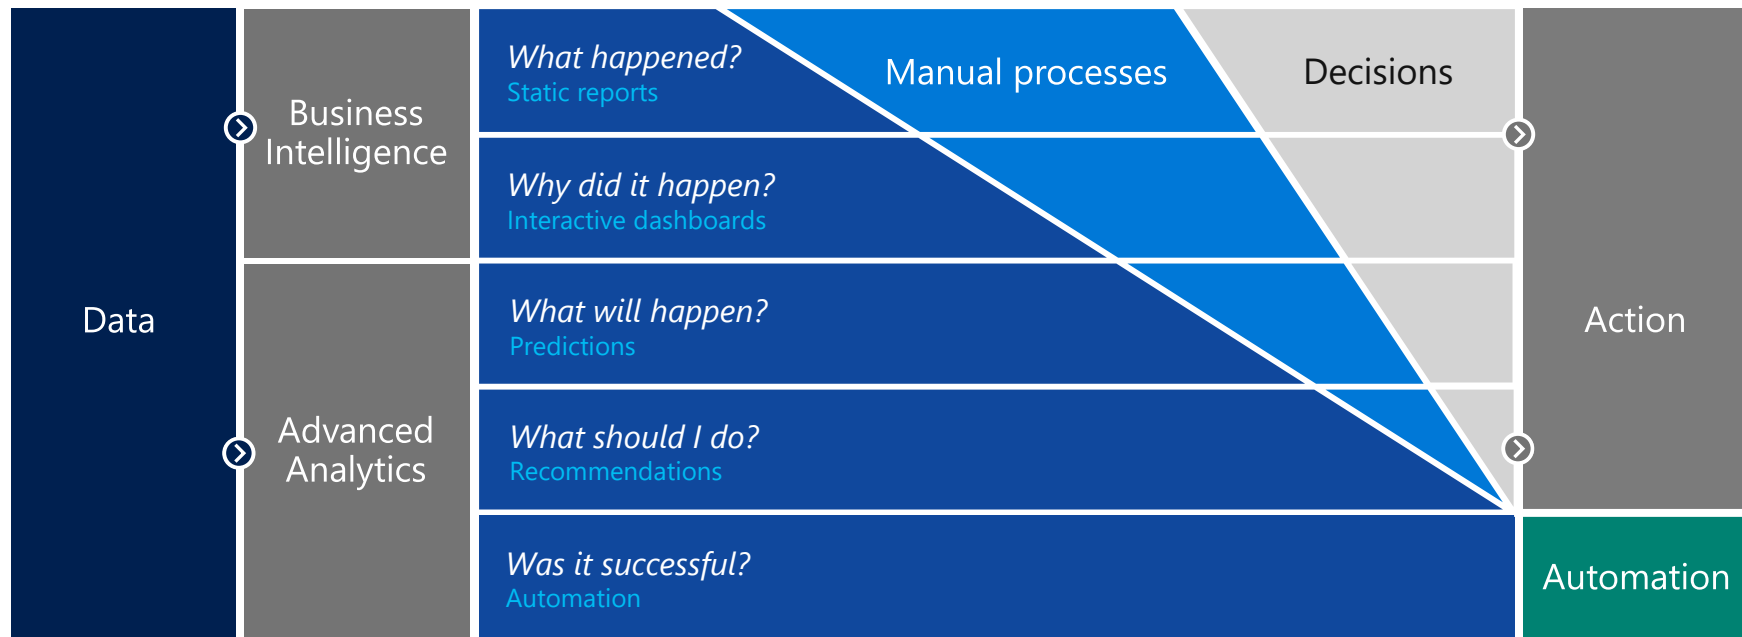 Data
Business
Intelligence
Advanced
Analytics
What happened?
Static reports
Why did it happen?
Interactive dashboards
What will happen?
Predictions
What should I do?
Recommendations
Was it successful?
Automation
Manual processes
Decisions
Action
Automation